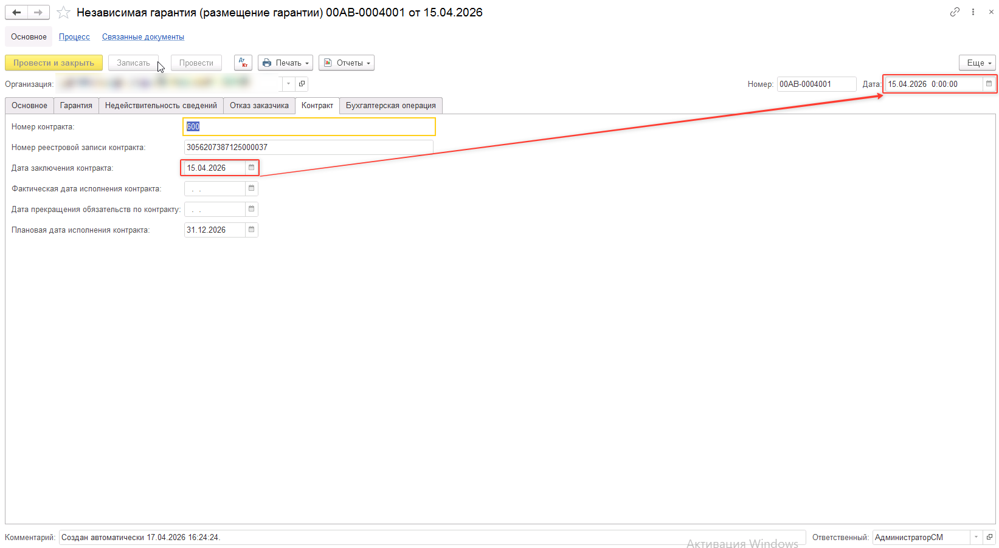 Независимая гарантия (размещение гарантии) 00АВ-0004001 от 15.04.2026
Основное Процесс Связанные документы
Провести и закрыть Записать Провести Дт Кт Печать Отчеты Еще
Организация: Номер: 00АВ-0004001 Дата: 15.04.2026 0:00:00
Основное Гарантия Недействительность сведений Отказ заказчика Контракт Бухгалтерская операция
Номер контракта: 600
Номер реестровой записи контракта: 3056207387125000037
Дата заключения контракта: 15.04.2026
Фактическая дата исполнения контракта: . .
Дата прекращения обязательств по контракту: . .
Плановая дата исполнения контракта: 31.12.2026
Комментарий: Создан автоматически 17.04.2026 16:24:24. Ответственный: АдминистраторСМ
Активация Windows